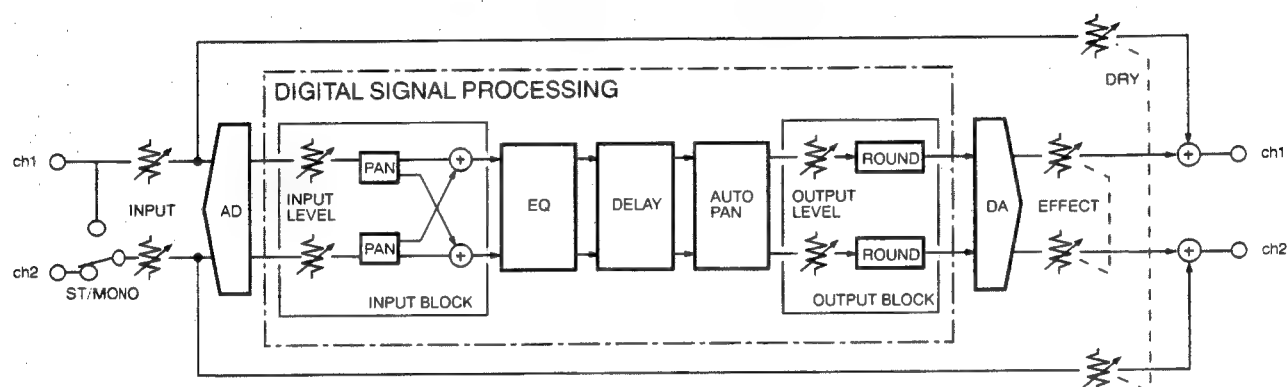 DRY
DIGITAL SIGNAL PROCESSING
ch1
INPUT
AD
INPUT
LEVEL
PAN
+
EQ
DELAY
AUTO
PAN
OUTPUT
LEVEL
ROUND
DA
EFFECT
+
ch1
ch2
ST/MONO
PAN
+
INPUT BLOCK
ROUND
OUTPUT BLOCK
+
ch2